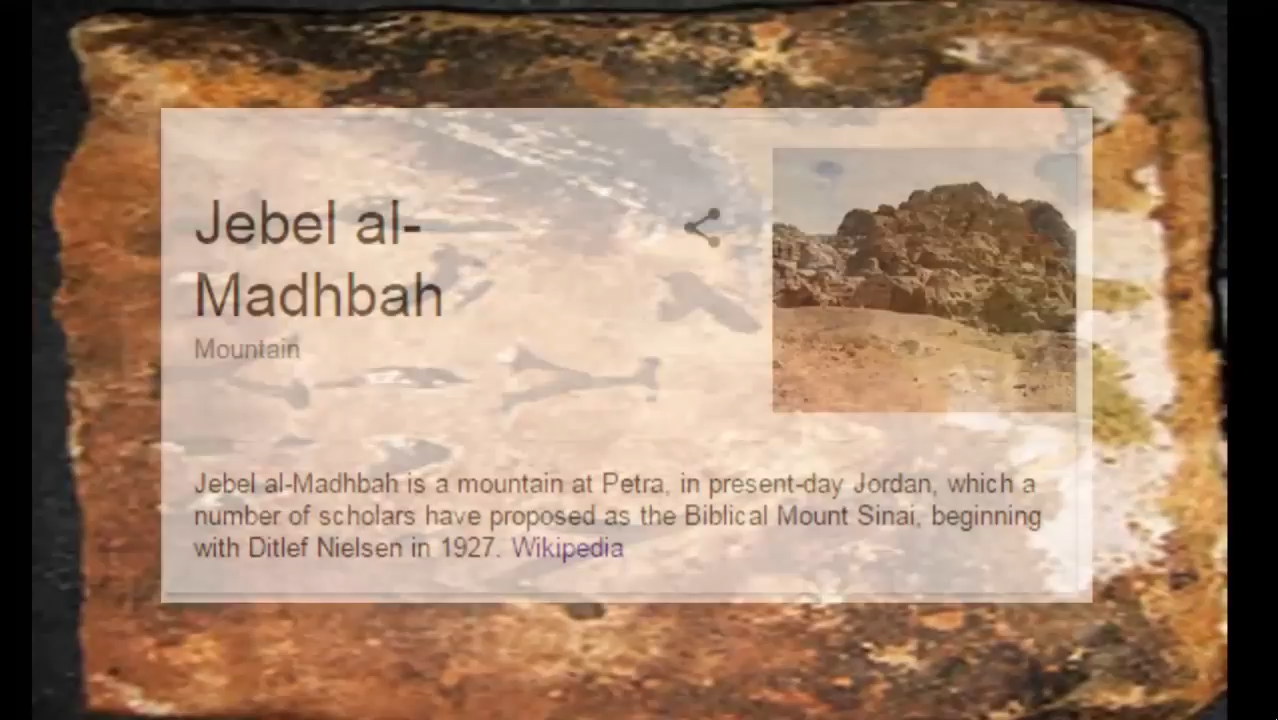 Jebel al-
Madhbah
Mountain
Jebel al-Madhbah is a mountain at Petra, in present-day Jordan, which a
number of scholars have proposed as the Biblical Mount Sinai, beginning
with Ditlef Nielsen in 1927. Wikipedia